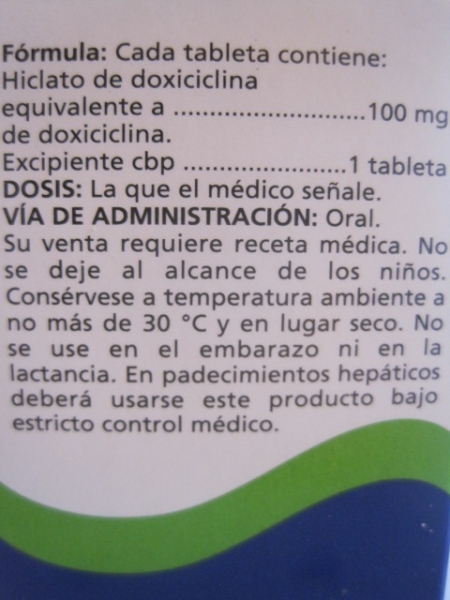 Fórmula: Cada tableta contiene:
Hiclato de doxiciclina
equivalente a ............................100 mg
de doxiciclina.
Excipiente cbp ........................1 tableta
DOSIS: La que el médico señale.
VÍA DE ADMINISTRACIÓN: Oral.
Su venta requiere receta médica. No
se deje al alcance de los niños.
Consérvese a temperatura ambiente a
no más de 30 °C y en lugar seco. No
se use en el embarazo ni en la
lactancia. En padecimientos hepáticos
deberá usarse este producto bajo
estricto control médico.